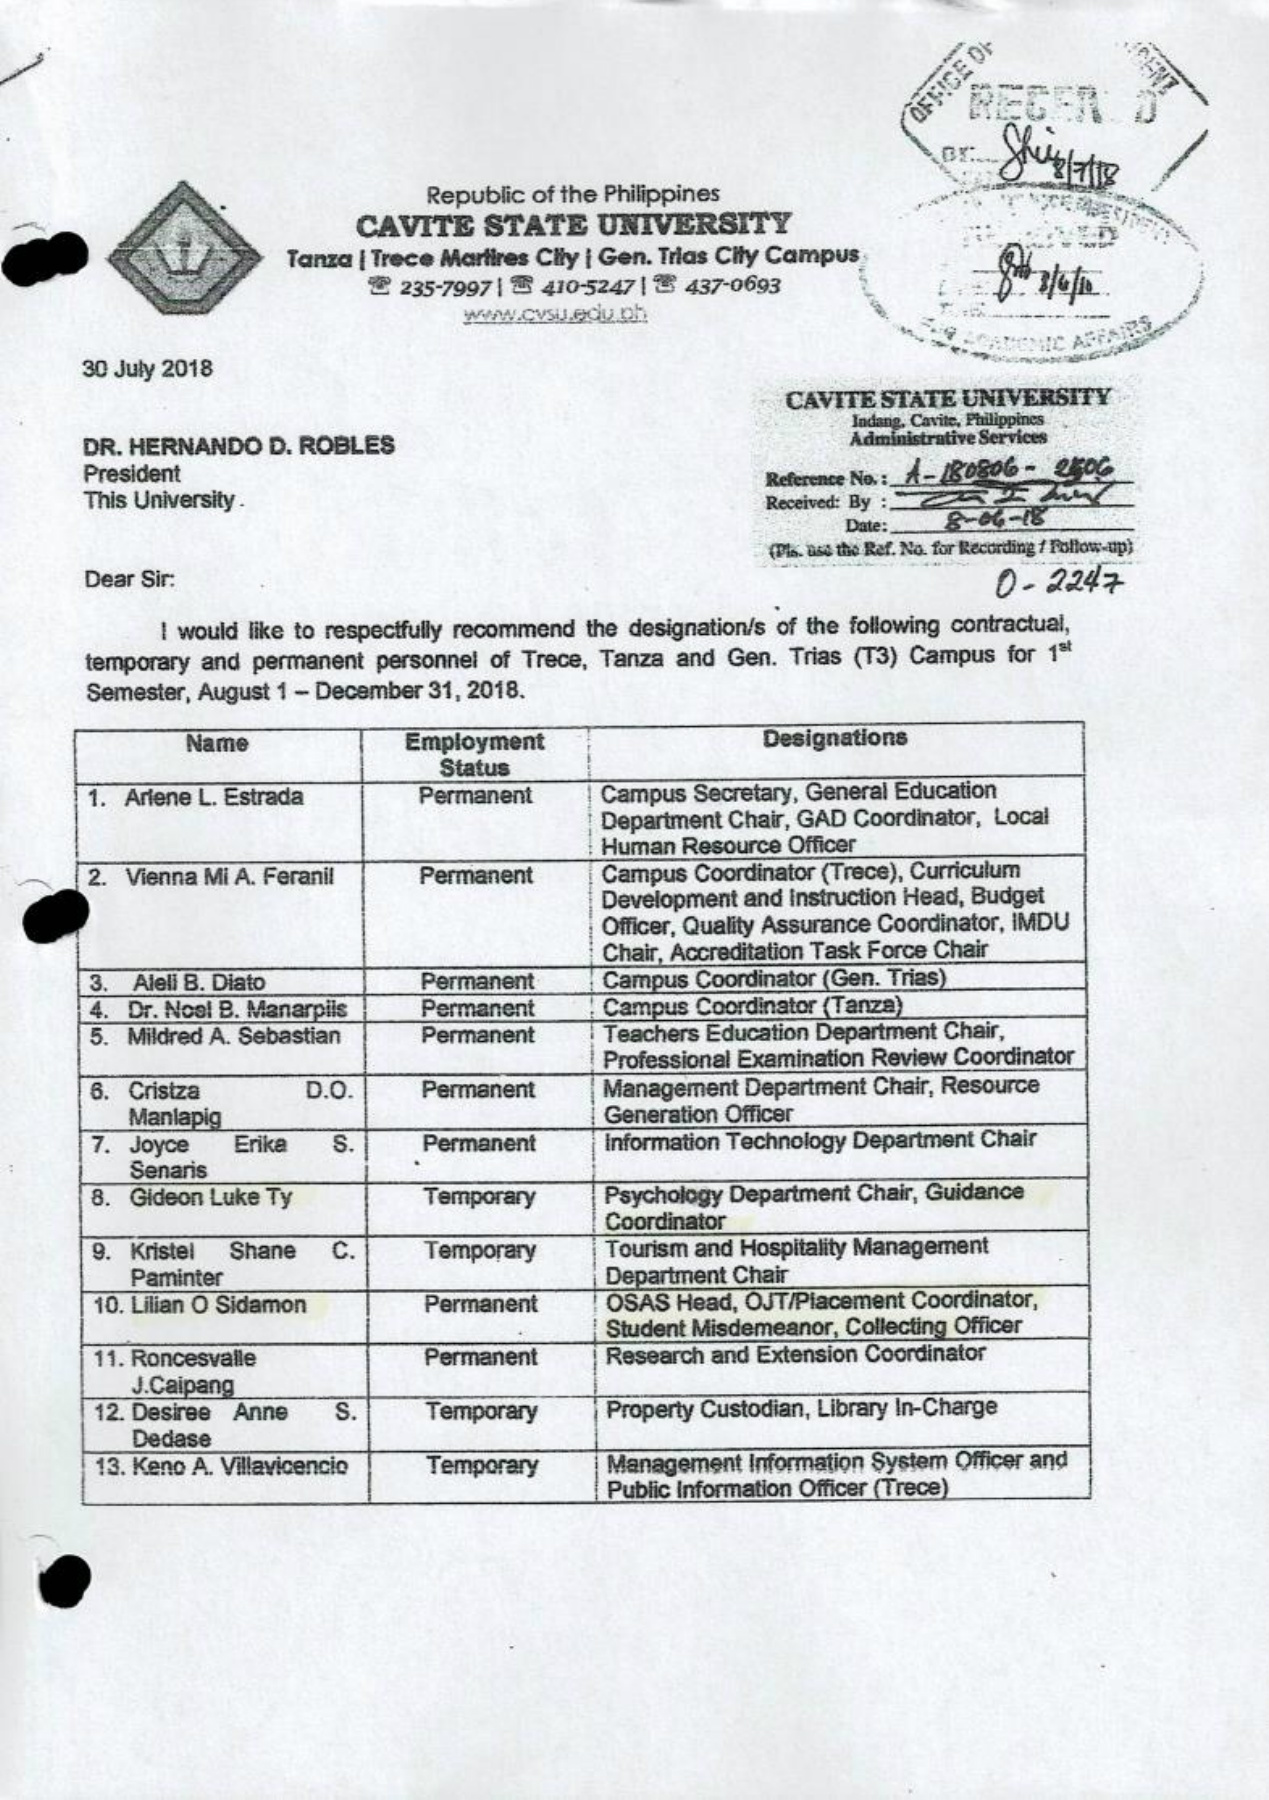 OFFICE OF
RECEI D
BY:
8/7/18
Republic of the Philippines
CAVITE STATE UNIVERSITY
Tanza | Trece Martires City | Gen. Trias City Campus
☎ 235-7997 | ☎ 410-5247 | ☎ 437-0693
www.cvsu.edu.ph
ACADEMIC AFFAIRS
30 July 2018
CAVITE STATE UNIVERSITY
Indang, Cavite, Philippines
Administrative Services
Reference No.: A-180806-
Received: By :
Date: 8-06-18
(Pls. use the Ref. No. for Recording / Follow-up)
0-2247
DR. HERNANDO D. ROBLES
President
This University
Dear Sir:
I would like to respectfully recommend the designation/s of the following contractual,
temporary and permanent personnel of Trece, Tanza and Gen. Trias (T3) Campus for 1st
Semester, August 1 – December 31, 2018.
Name Employment Designations
Status
1. Arlene L. Estrada Permanent Campus Secretary, General Education
Department Chair, GAD Coordinator, Local
Human Resource Officer
2. Vienna Mi A. Feranil Permanent Campus Coordinator (Trece), Curriculum
Development and Instruction Head, Budget
Officer, Quality Assurance Coordinator, IMDU
Chair, Accreditation Task Force Chair
3. Aleli B. Diato Permanent Campus Coordinator (Gen. Trias)
4. Dr. Noel B. Manarpiis Permanent Campus Coordinator (Tanza)
5. Mildred A. Sebastian Permanent Teachers Education Department Chair,
Professional Examination Review Coordinator
6. Cristza D.O. Permanent Management Department Chair, Resource
Manlapig Generation Officer
7. Joyce Erika S. Permanent Information Technology Department Chair
Senaris
8. Gideon Luke Ty Temporary Psychology Department Chair, Guidance
Coordinator
9. Kristel Shane C. Temporary Tourism and Hospitality Management
Paminter Department Chair
10. Lilian O Sidamon Permanent OSAS Head, OJT/Placement Coordinator,
Student Misdemeanor, Collecting Officer
11. Roncesvalle Permanent Research and Extension Coordinator
J.Caipang
12. Desiree Anne S. Temporary Property Custodian, Library In-Charge
Dedase
13. Keno A. Villavicencio Temporary Management Information System Officer and
Public Information Officer (Trece)